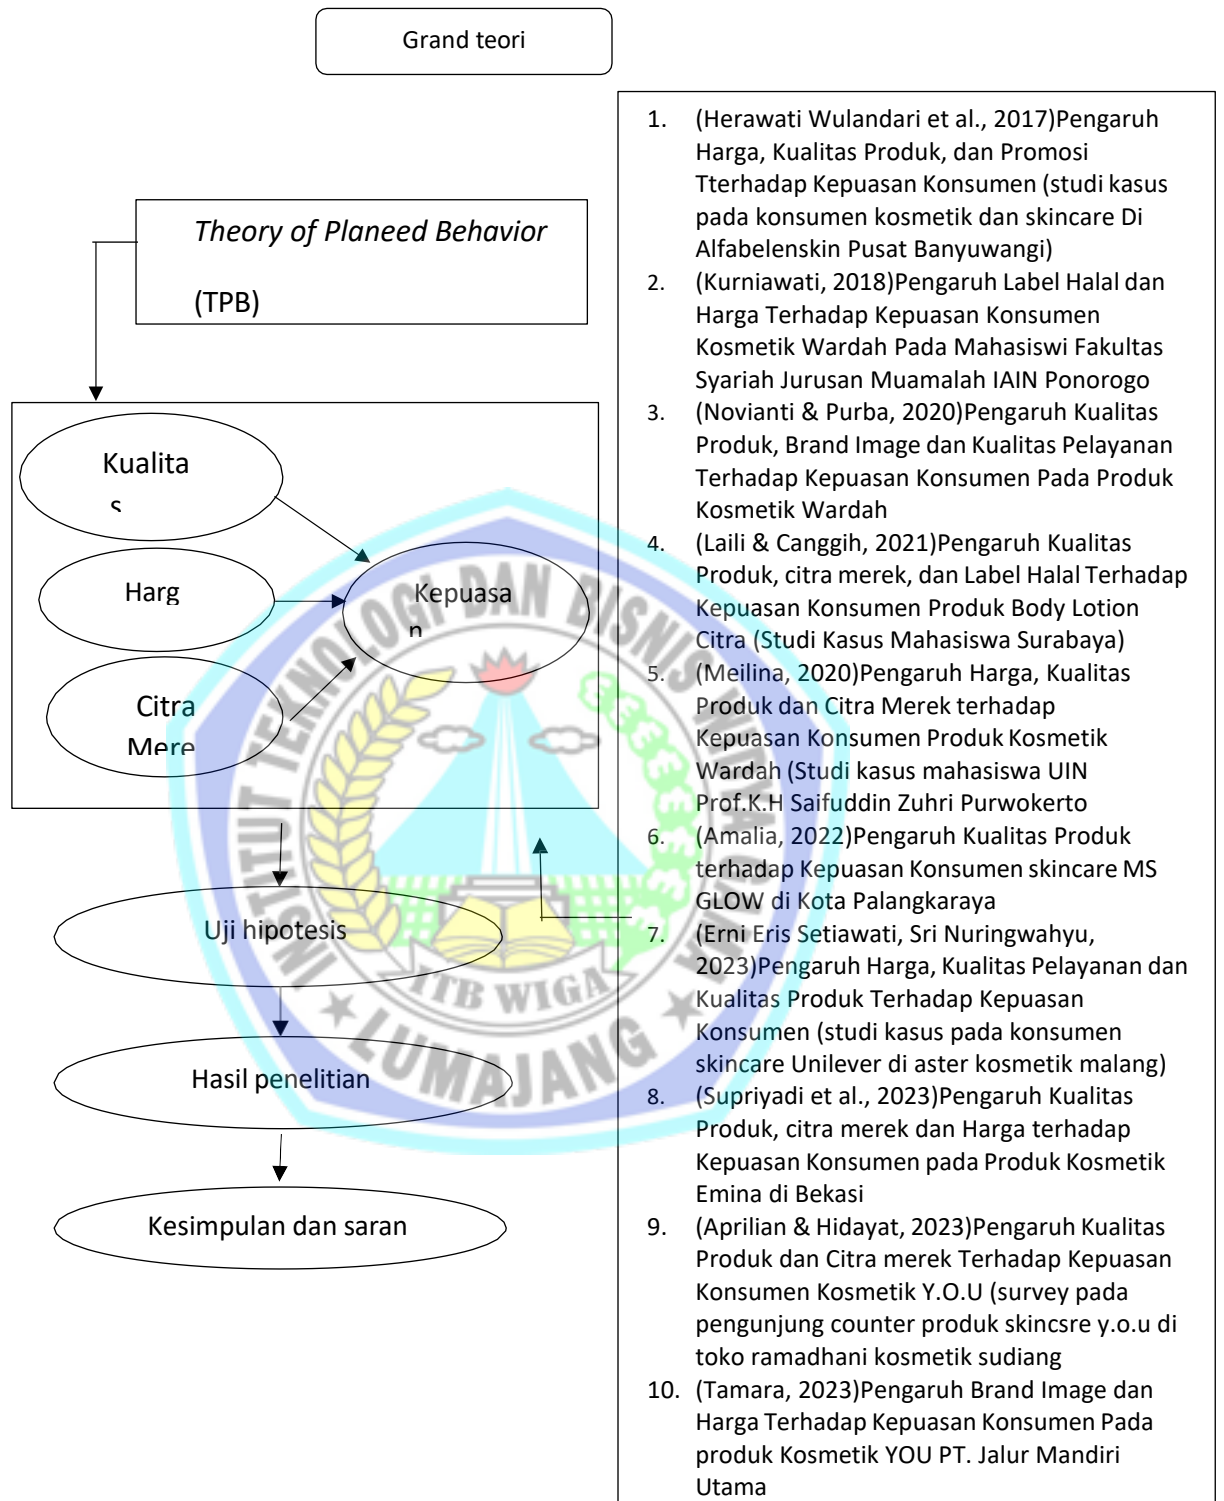 Grand teori
Theory of Planeed Behavior
(TPB)
Kualita
s
Harg
Citra
Mere
Kepuasa
n
Uji hipotesis
Hasil penelitian
Kesimpulan dan saran
1. (Herawati Wulandari et al., 2017)Pengaruh
Harga, Kualitas Produk, dan Promosi
Tterhadap Kepuasan Konsumen (studi kasus
pada konsumen kosmetik dan skincare Di
Alfabelenskin Pusat Banyuwangi)
2. (Kurniawati, 2018)Pengaruh Label Halal dan
Harga Terhadap Kepuasan Konsumen
Kosmetik Wardah Pada Mahasiswi Fakultas
Syariah Jurusan Muamalah IAIN Ponorogo
3. (Novianti & Purba, 2020)Pengaruh Kualitas
Produk, Brand Image dan Kualitas Pelayanan
Terhadap Kepuasan Konsumen Pada Produk
Kosmetik Wardah
4. (Laili & Canggih, 2021)Pengaruh Kualitas
Produk, citra merek, dan Label Halal Terhadap
Kepuasan Konsumen Produk Body Lotion
Citra (Studi Kasus Mahasiswa Surabaya)
5. (Meilina, 2020)Pengaruh Harga, Kualitas
Produk dan Citra Merek terhadap
Kepuasan Konsumen Produk Kosmetik
Wardah (Studi kasus mahasiswa UIN
Prof.K.H Saifuddin Zuhri Purwokerto
6. (Amalia, 2022)Pengaruh Kualitas Produk
terhadap Kepuasan Konsumen skincare MS
GLOW di Kota Palangkaraya
7. (Erni Eris Setiawati, Sri Nuringwahyu,
2023)Pengaruh Harga, Kualitas Pelayanan dan
Kualitas Produk Terhadap Kepuasan
Konsumen (studi kasus pada konsumen
skincare Unilever di aster kosmetik malang)
8. (Supriyadi et al., 2023)Pengaruh Kualitas
Produk, citra merek dan Harga terhadap
Kepuasan Konsumen pada Produk Kosmetik
Emina di Bekasi
9. (Aprilian & Hidayat, 2023)Pengaruh Kualitas
Produk dan Citra merek Terhadap Kepuasan
Konsumen Kosmetik Y.O.U (survey pada
pengunjung counter produk skincsre y.o.u di
toko ramadhani kosmetik sudiang
10. (Tamara, 2023)Pengaruh Brand Image dan
Harga Terhadap Kepuasan Konsumen Pada
produk Kosmetik YOU PT. Jalur Mandiri
Utama
INSTITUT TEKNOLOGI DAN BISNIS WIDYA GAMA
ITB WIGA
LUMAJANG